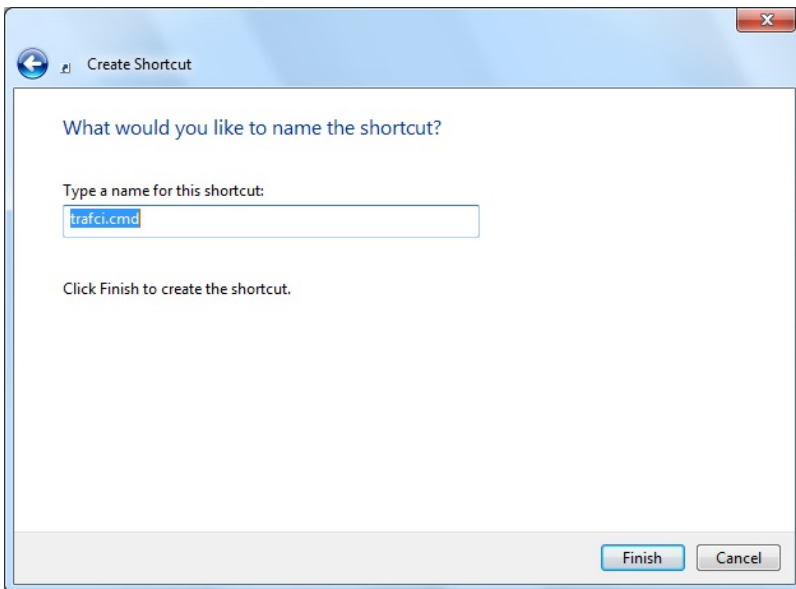 Create Shortcut
What would you like to name the shortcut?
Type a name for this shortcut:
trafci.cmd
Click Finish to create the shortcut.
Finish Cancel